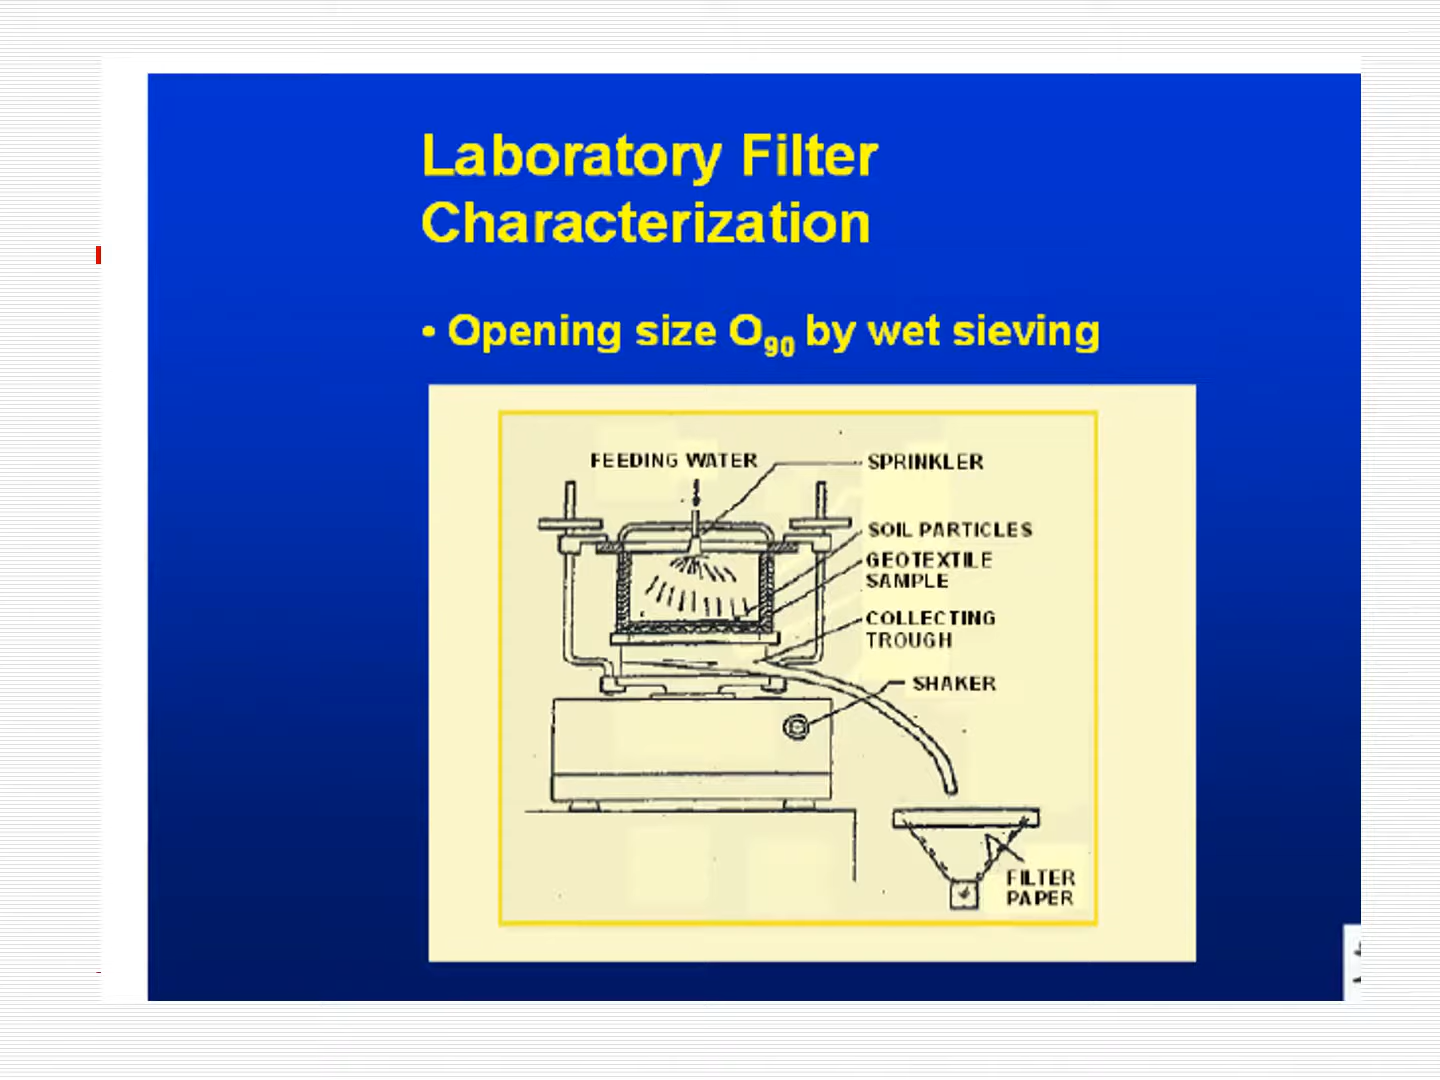 Laboratory Filter
Characterization
• Opening size O90 by wet sieving
FEEDING WATER
SPRINKLER
SOIL PARTICLES
GEOTEXTILE
SAMPLE
COLLECTING
TROUGH
SHAKER
FILTER
PAPER